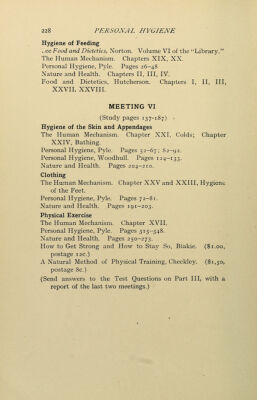 228 PERSONAL HYGIENE
Hygiene of Feeding
.ee Food and Dietetics, Norton. Volume VI of the "Library."
The Human Mechanism. Chapters XIX, XX.
Personal Hygiene, Pyle. Pages 26-48
Nature and Health. Chapters II, III, IV.
Food and Dietetics, Hutcherson. Chapters I, II, III,
XXVII, XXVIII.
MEETING VI
(Study pages 137-187)
Hygiene of the Skin and Appendages
The Human Mechanism. Chapter XXI, Colds; Chapter
XXIV, Bathing.
Personal Hygiene, Pyle. Pages 52-67; 82-92.
Personal Hygiene, Woodhull. Pages 124-133.
Nature and Health. Pages 204-210.
Clothing
The Human Mechanism. Chapter XXV and XXIII, Hygiene
of the Feet.
Personal Hygiene, Pyle. Pages 72-81.
Nature and Health. Pages 191-203.
Physical Exercise
The Human Mechanism. Chapter XVII.
Personal Hygiene, Pyle. Pages 315-348.
Nature and Health. Pages 250-273.
How to Get Strong and How to Stay So, Blakie. ($1.00,
postage 12c.)
A Natural Method of Physical Training, Checkley. ($1.50,
postage 8c.)
(Send answers to the Test Questions on Part III, with a
report of the last two meetings.)